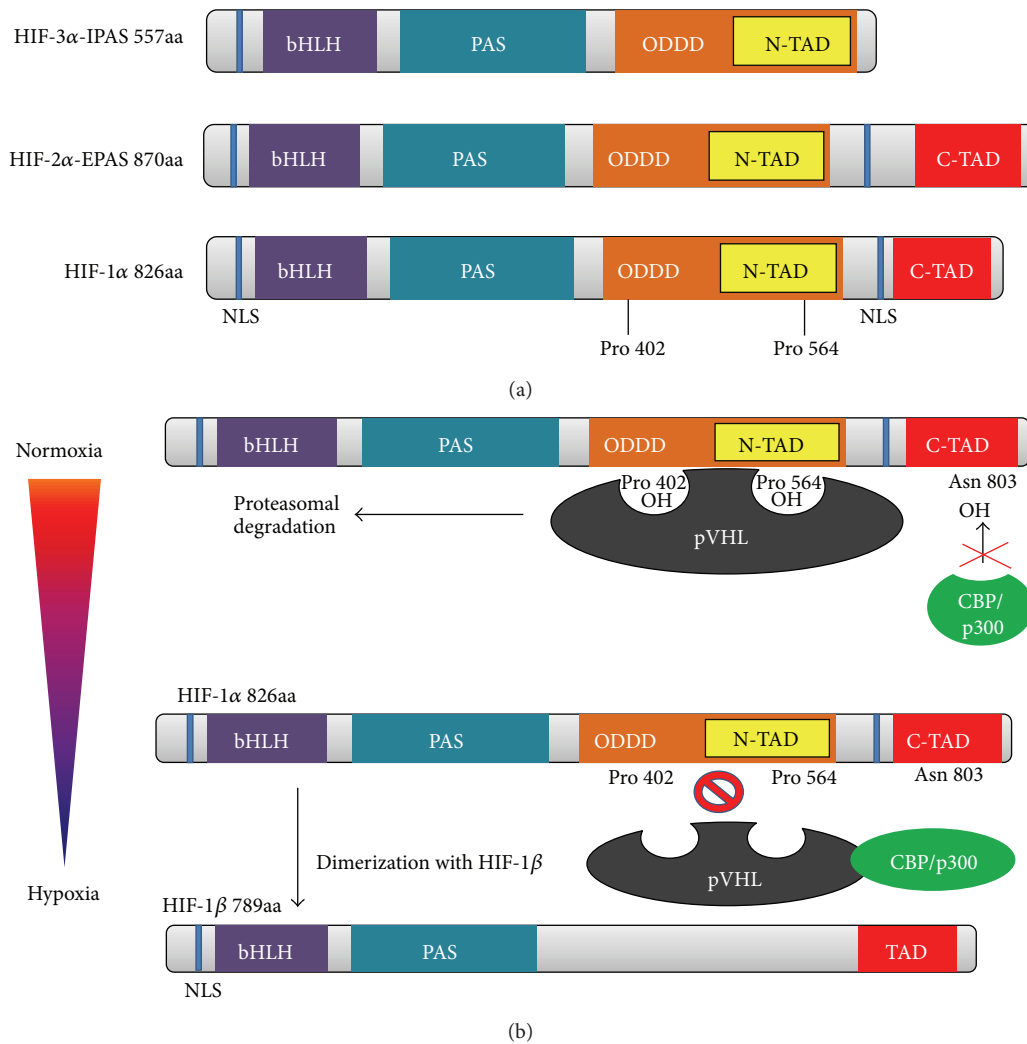 HIF-3α-IPAS 557aa
bHLH
PAS
ODDD
N-TAD
HIF-2α-EPAS 870aa
bHLH
PAS
ODDD
N-TAD
C-TAD
HIF-1α 826aa
bHLH
PAS
ODDD
N-TAD
C-TAD
NLS
NLS
Pro 402
Pro 564
(a)
Normoxia
bHLH
PAS
ODDD
N-TAD
C-TAD
Pro 402
OH
Pro 564
OH
Asn 803
OH
Proteasomal
degradation
pVHL
CBP/
p300
HIF-1α 826aa
bHLH
PAS
ODDD
N-TAD
C-TAD
Pro 402
Pro 564
Asn 803
Dimerization with HIF-1β
pVHL
CBP/p300
Hypoxia
HIF-1β 789aa
bHLH
PAS
TAD
NLS
(b)